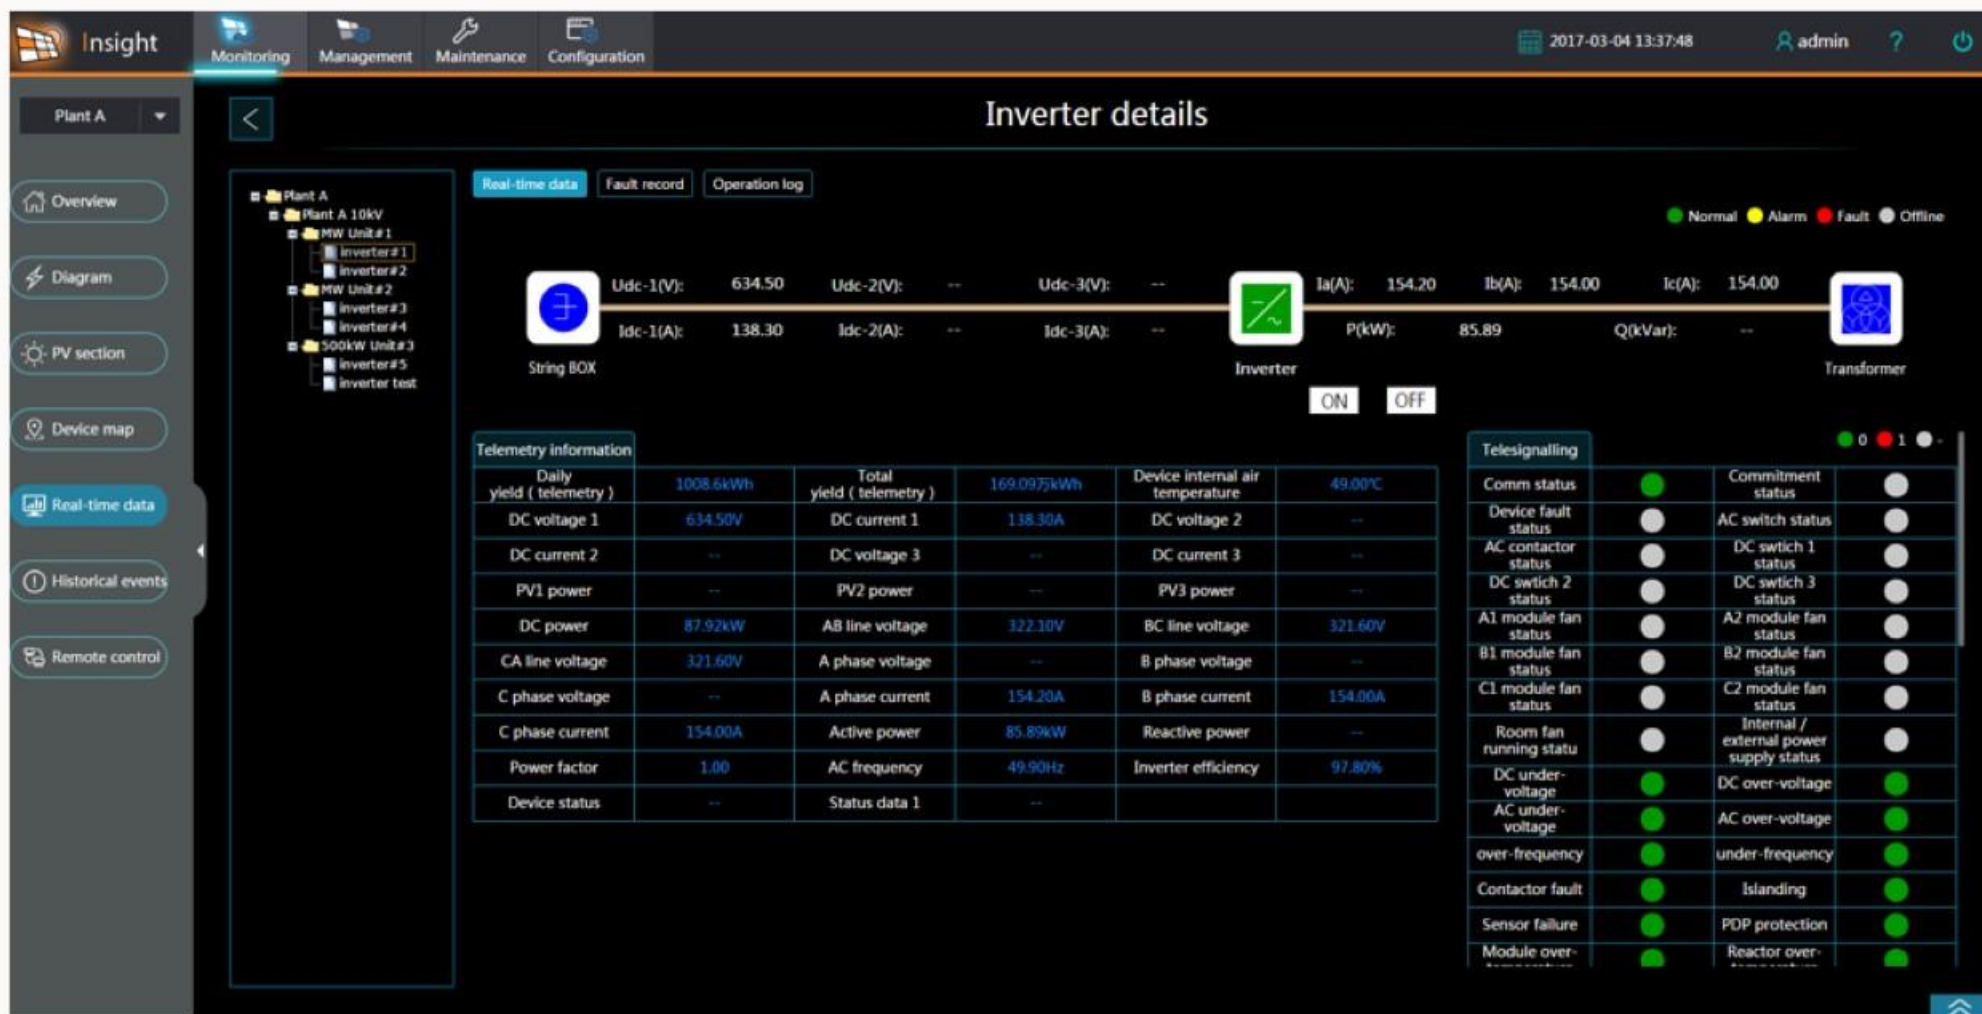 Insight
Monitoring
Management
Maintenance
Configuration
2017-03-04 13:37:48
admin
?
Plant A
Inverter details
Overview
Diagram
PV section
Device map
Real-time data
Historical events
Remote control
Plant A
Plant A 10kV
MW Unit#1
inverter#1
inverter#2
MW Unit#2
inverter#3
inverter#4
500kW Unit#3
inverter#5
inverter test
Real-time data Fault record Operation log
Normal Alarm Fault Offline
Udc-1(V): 634.50 Udc-2(V): -- Udc-3(V): -- Ia(A): 154.20 Ib(A): 154.00 Ic(A): 154.00
Idc-1(A): 138.30 Idc-2(A): -- Idc-3(A): -- P(kW): 85.89 Q(kVar): --
String BOX Inverter Transformer
ON OFF
Telemetry information
Daily
yield ( telemetry )
1008.6kWh
Total
yield ( telemetry )
Device internal air
temperature
49.00℃
DC voltage 1 634.50V DC current 1 138.30A DC voltage 2 --
DC current 2 -- DC voltage 3 -- DC current 3 --
PV1 power -- PV2 power -- PV3 power --
DC power 87.92kW AB line voltage 322.10V BC line voltage 321.60V
CA line voltage 321.60V A phase voltage -- B phase voltage --
C phase voltage -- A phase current 154.20A B phase current 154.00A
C phase current 154.00A Active power 85.89kW Reactive power --
Power factor 1.00 AC frequency 49.90Hz Inverter efficiency 97.80%
Device status -- Status data 1 --
Telesignalling
0 1 -
Comm status
Commitment
status
Device fault
status
AC switch status
AC contactor
status
DC swtich 1
status
DC swtich 2
status
DC swtich 3
status
A1 module fan
status
A2 module fan
status
B1 module fan
status
B2 module fan
status
C1 module fan
status
C2 module fan
status
Room fan
running statu
Internal /
external power
supply status
DC under-
voltage
DC over-voltage
AC under-
voltage
AC over-voltage
over-frequency under-frequency
Contactor fault Islanding
Sensor failure PDP protection
Module over-
Reactor over-